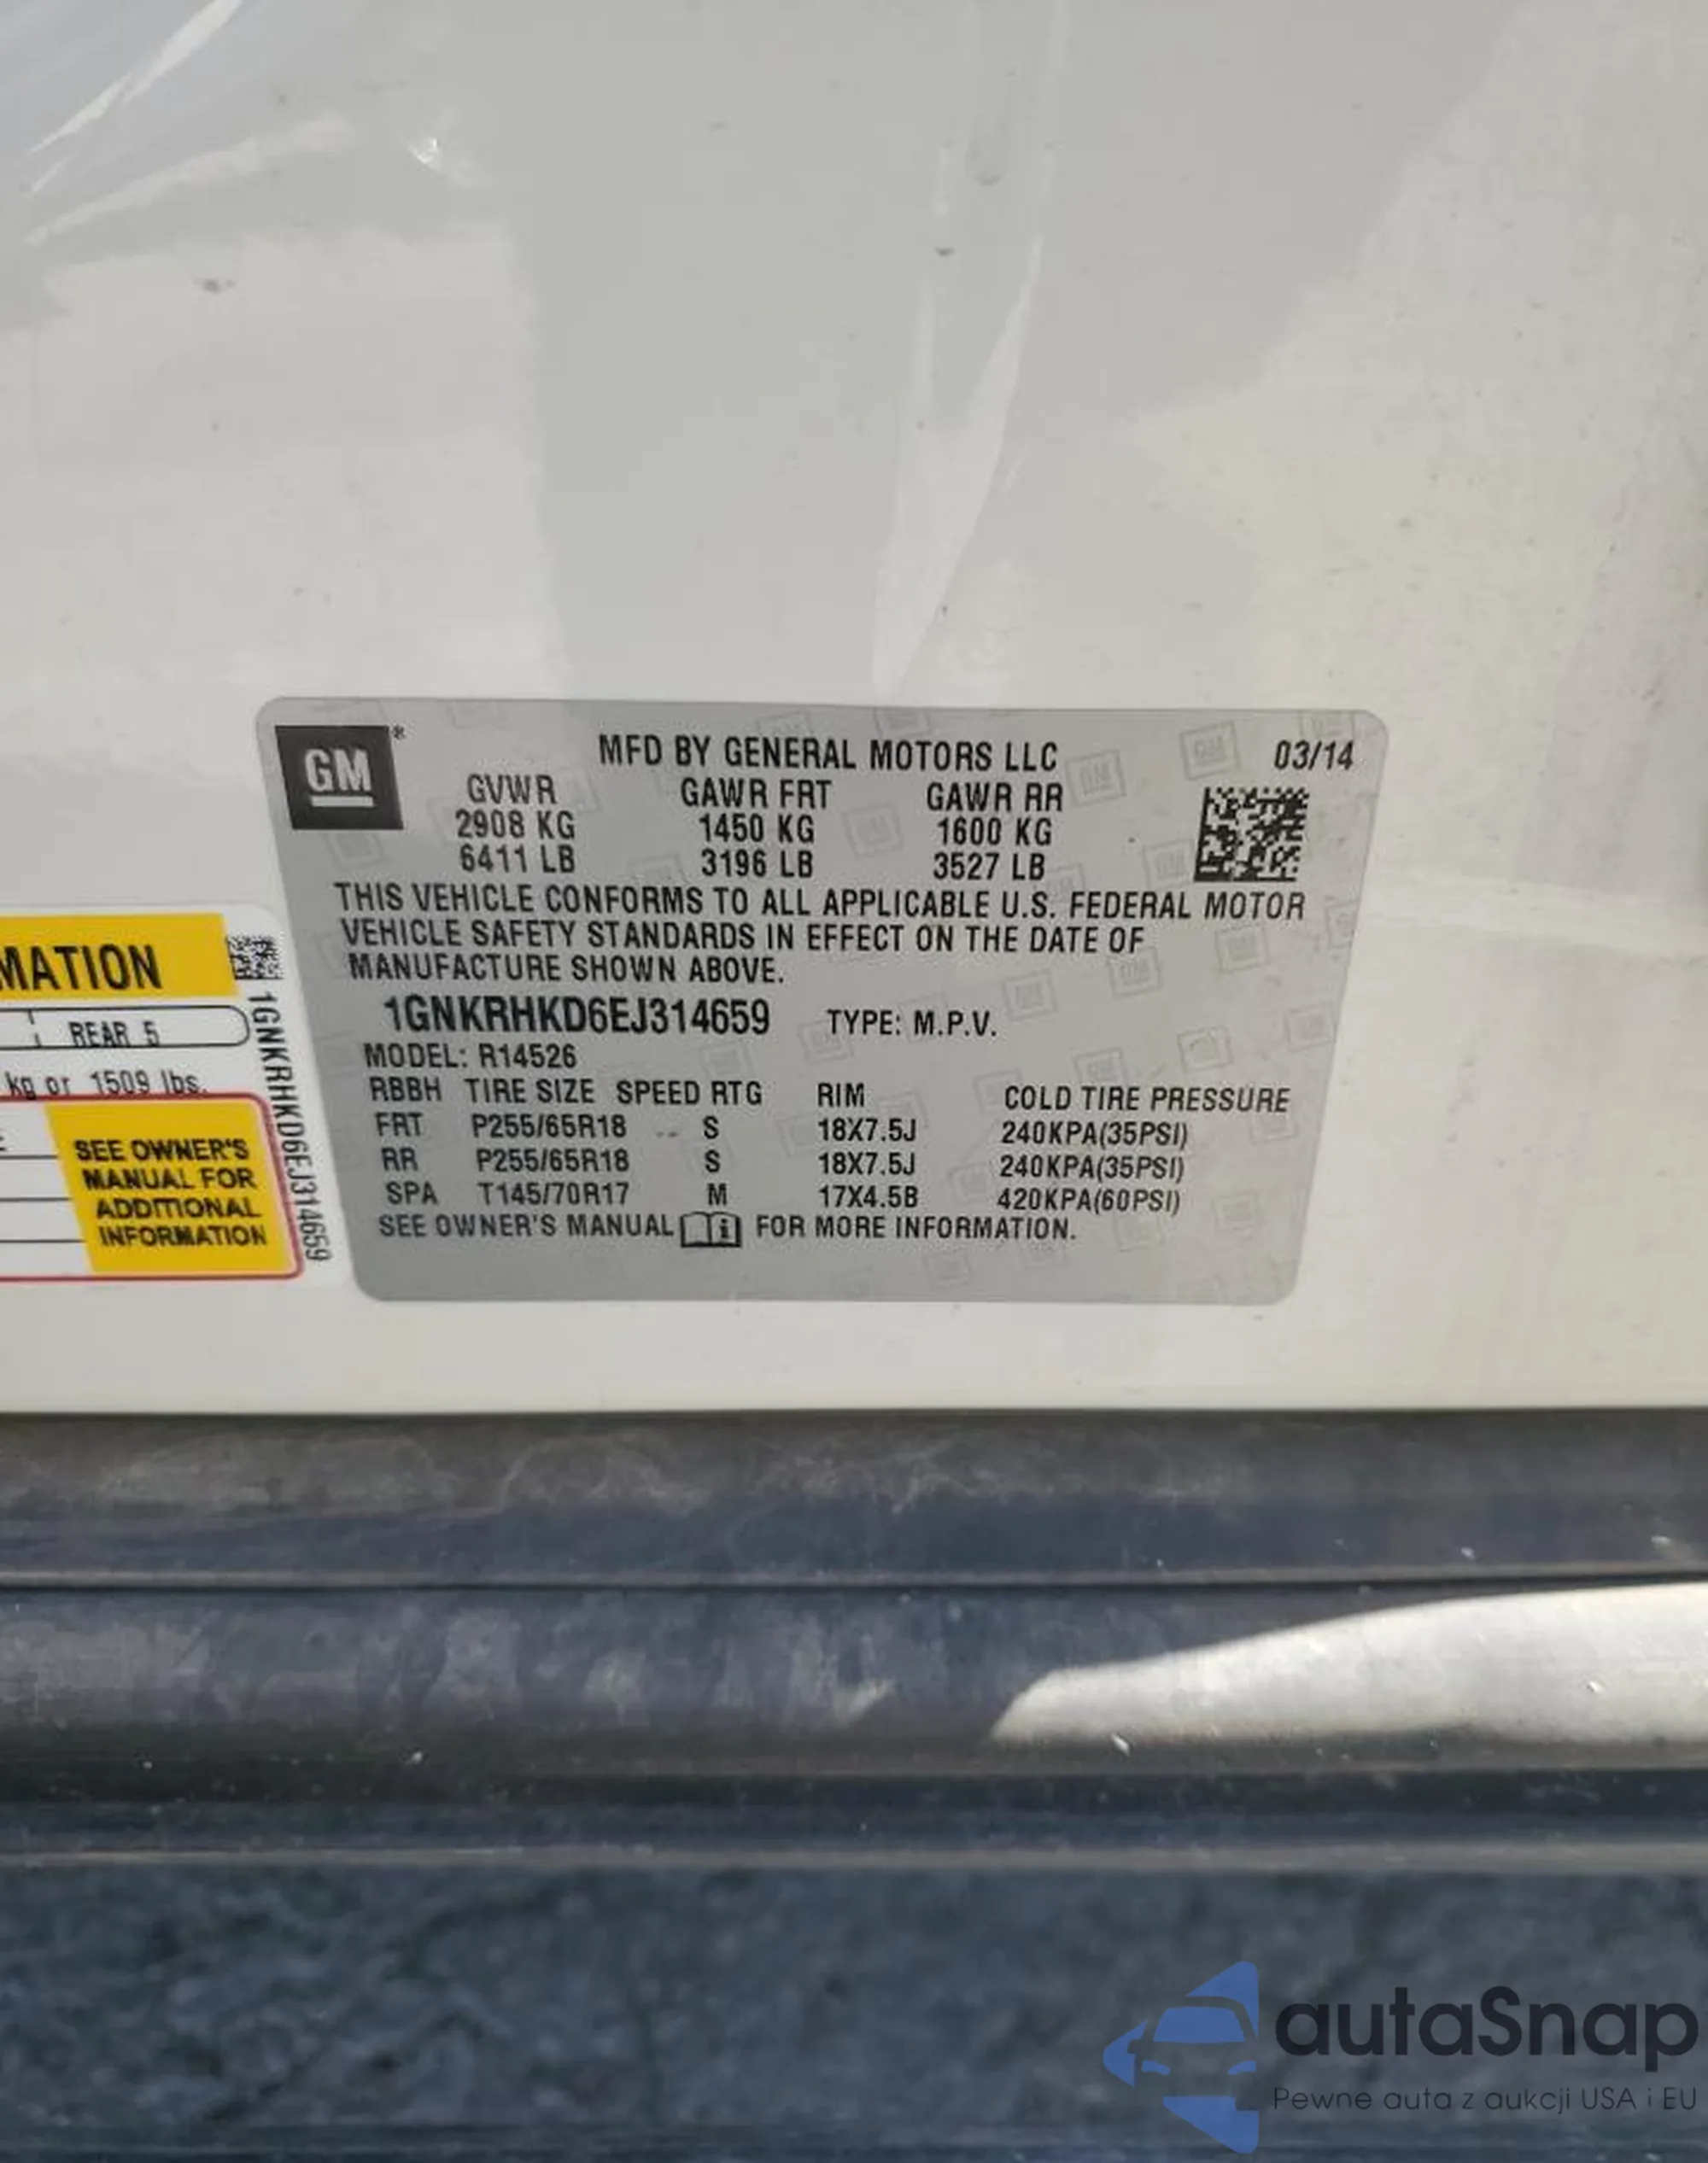 GM®
MFD BY GENERAL MOTORS LLC 03/14
GVWR GAWR FRT GAWR RR
2908 KG 1450 KG 1600 KG
6411 LB 3196 LB 3527 LB
THIS VEHICLE CONFORMS TO ALL APPLICABLE U.S. FEDERAL MOTOR
VEHICLE SAFETY STANDARDS IN EFFECT ON THE DATE OF
MANUFACTURE SHOWN ABOVE.
1GNKRHKD6EJ314659 TYPE: M.P.V.
MODEL: R14526
RBBH TIRE SIZE SPEED RTG RIM COLD TIRE PRESSURE
FRT P255/65R18 -- S 18X7.5J 240KPA(35PSI)
RR P255/65R18 S 18X7.5J 240KPA(35PSI)
SPA T145/70R17 M 17X4.5B 420KPA(60PSI)
SEE OWNER'S MANUAL i FOR MORE INFORMATION.
MATION
REAR 5
kg or 1509 lbs.
SEE OWNER'S
MANUAL FOR
ADDITIONAL
INFORMATION
1GNKRHKD6EJ314659
autaSnap
Pewne auta z aukcji USA i EU